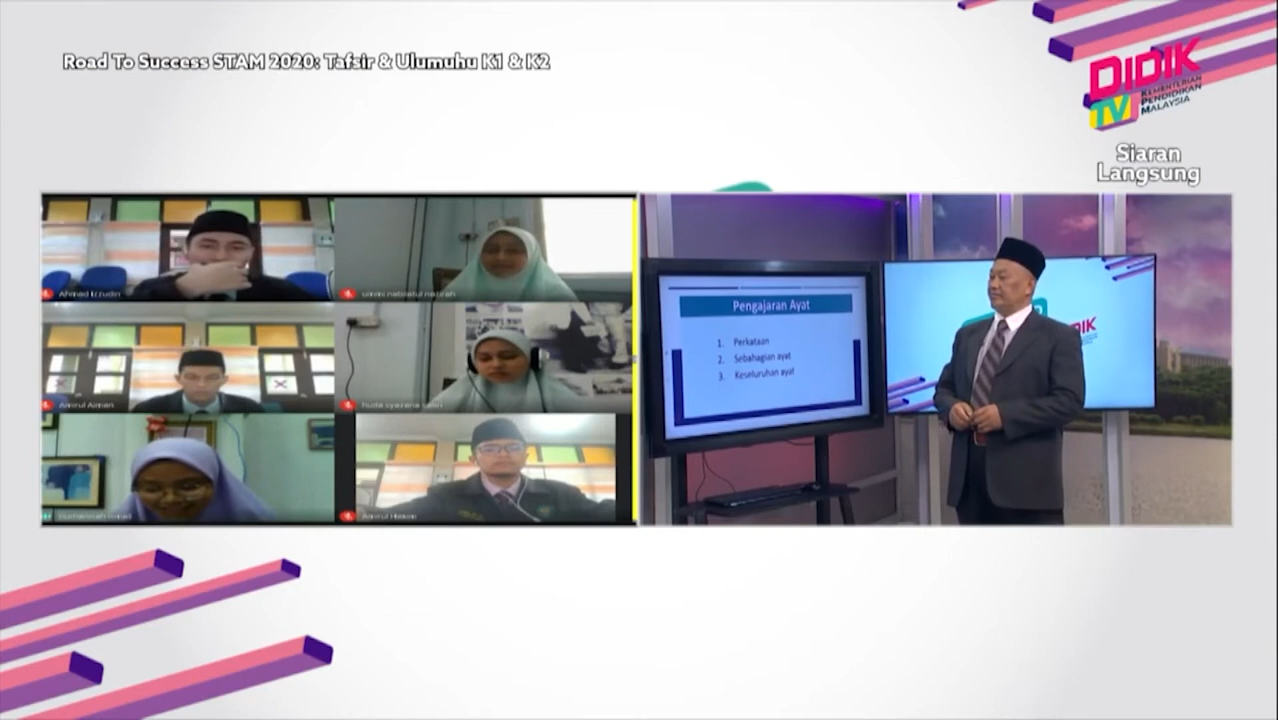 Road To Success STAM 2020: Tafsir & Ulumuhu K1 & K2
DIDIK
TV
KEMENTERIAN
PENDIDIKAN
MALAYSIA
Siaran
Langsung
Ahmad Izzudin
Amirul Aiman
Amirul Hakim
Pengajaran Ayat
1. Perkataan
2. Sebahagian ayat
3. Keseluruhan ayat
DIK